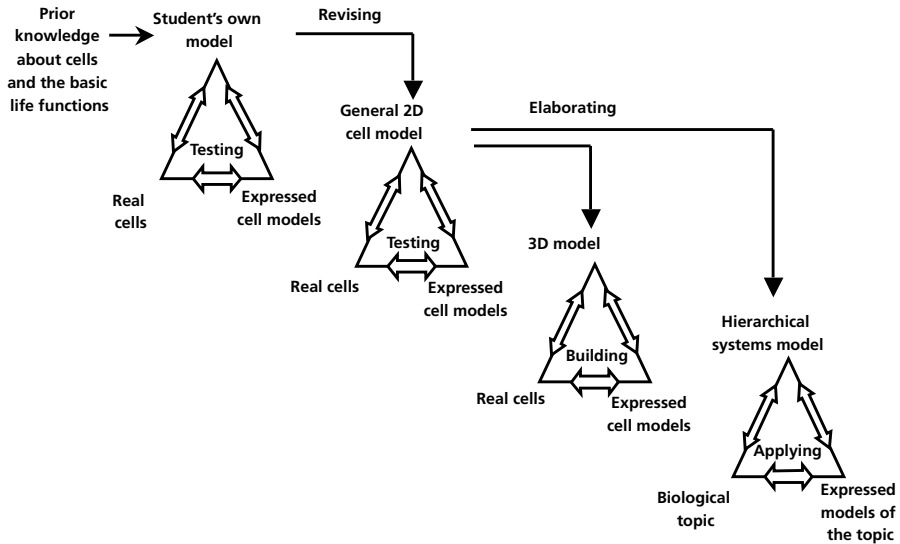 Prior
knowledge
about cells
and the basic
life functions
Student’s own
model
Revising
Testing
Real
cells
Expressed
cell models
General 2D
cell model
Elaborating
Testing
Real cells
Expressed
cell models
3D model
Building
Real cells
Expressed
cell models
Hierarchical
systems model
Applying
Biological
topic
Expressed
models of
the topic